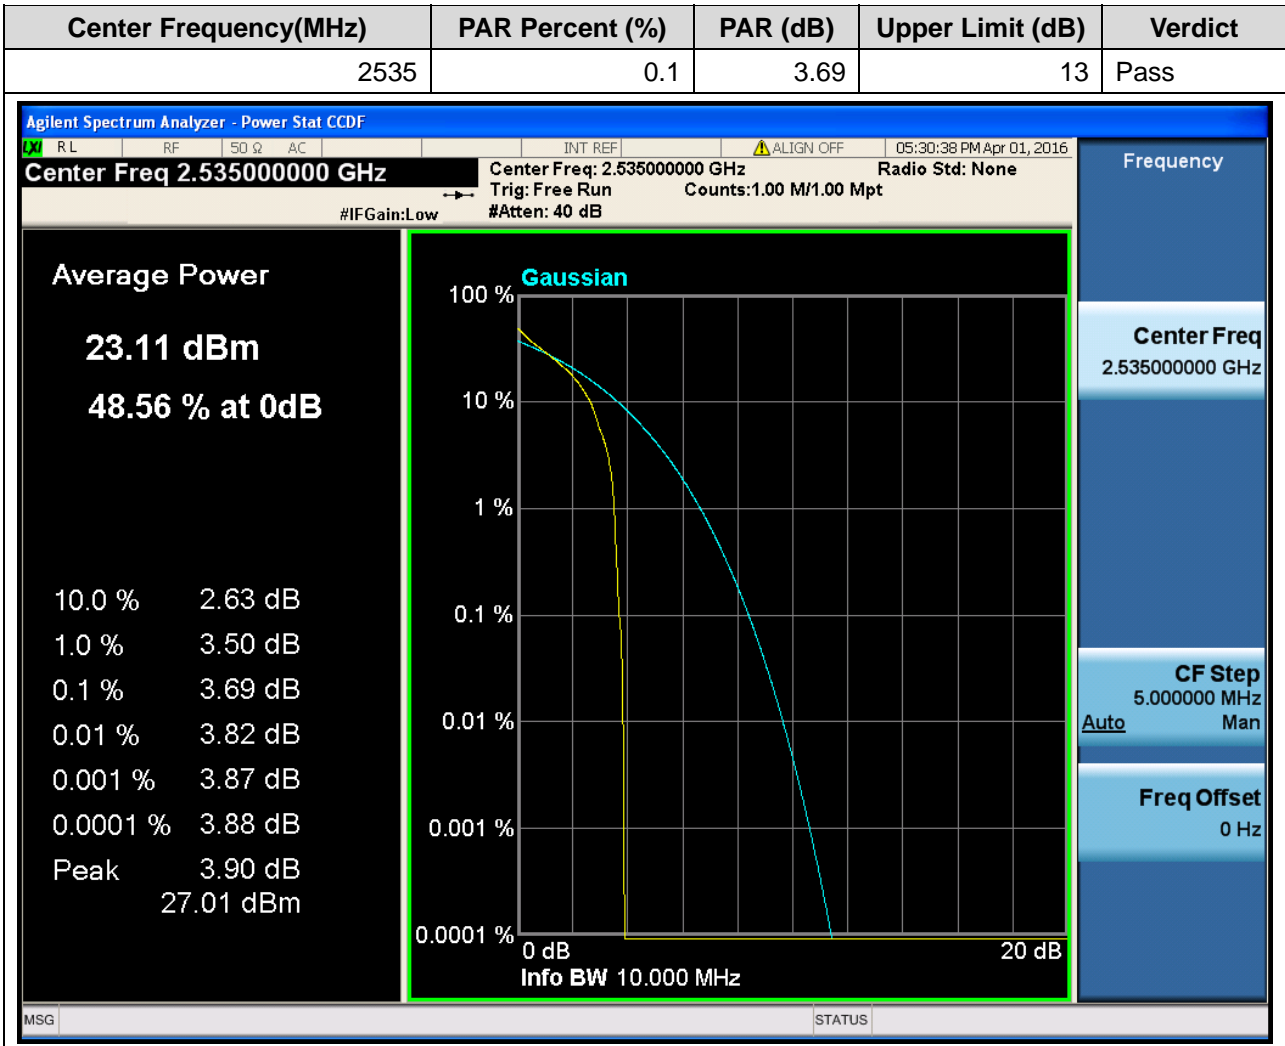 Center Frequency(MHz) PAR Percent (%) PAR (dB) Upper Limit (dB) Verdict
2535 0.1 3.69 13 Pass
Agilent Spectrum Analyzer - Power Stat CCDF
LXI RL RF 50 Ω AC INT REF ALIGN OFF 05:30:38 PM Apr 01, 2016
Center Freq 2.535000000 GHz Center Freq: 2.535000000 GHz Radio Std: None
Trig: Free Run Counts:1.00 M/1.00 Mpt
#IFGain:Low #Atten: 40 dB
Frequency
Average Power
23.11 dBm
48.56 % at 0dB
10.0 % 2.63 dB
1.0 % 3.50 dB
0.1 % 3.69 dB
0.01 % 3.82 dB
0.001 % 3.87 dB
0.0001 % 3.88 dB
Peak 3.90 dB
27.01 dBm
Gaussian
100 %
10 %
1 %
0.1 %
0.01 %
0.001 %
0.0001 %
0 dB 20 dB
Info BW 10.000 MHz
Center Freq
2.535000000 GHz
CF Step
5.000000 MHz
Auto Man
Freq Offset
0 Hz
MSG STATUS